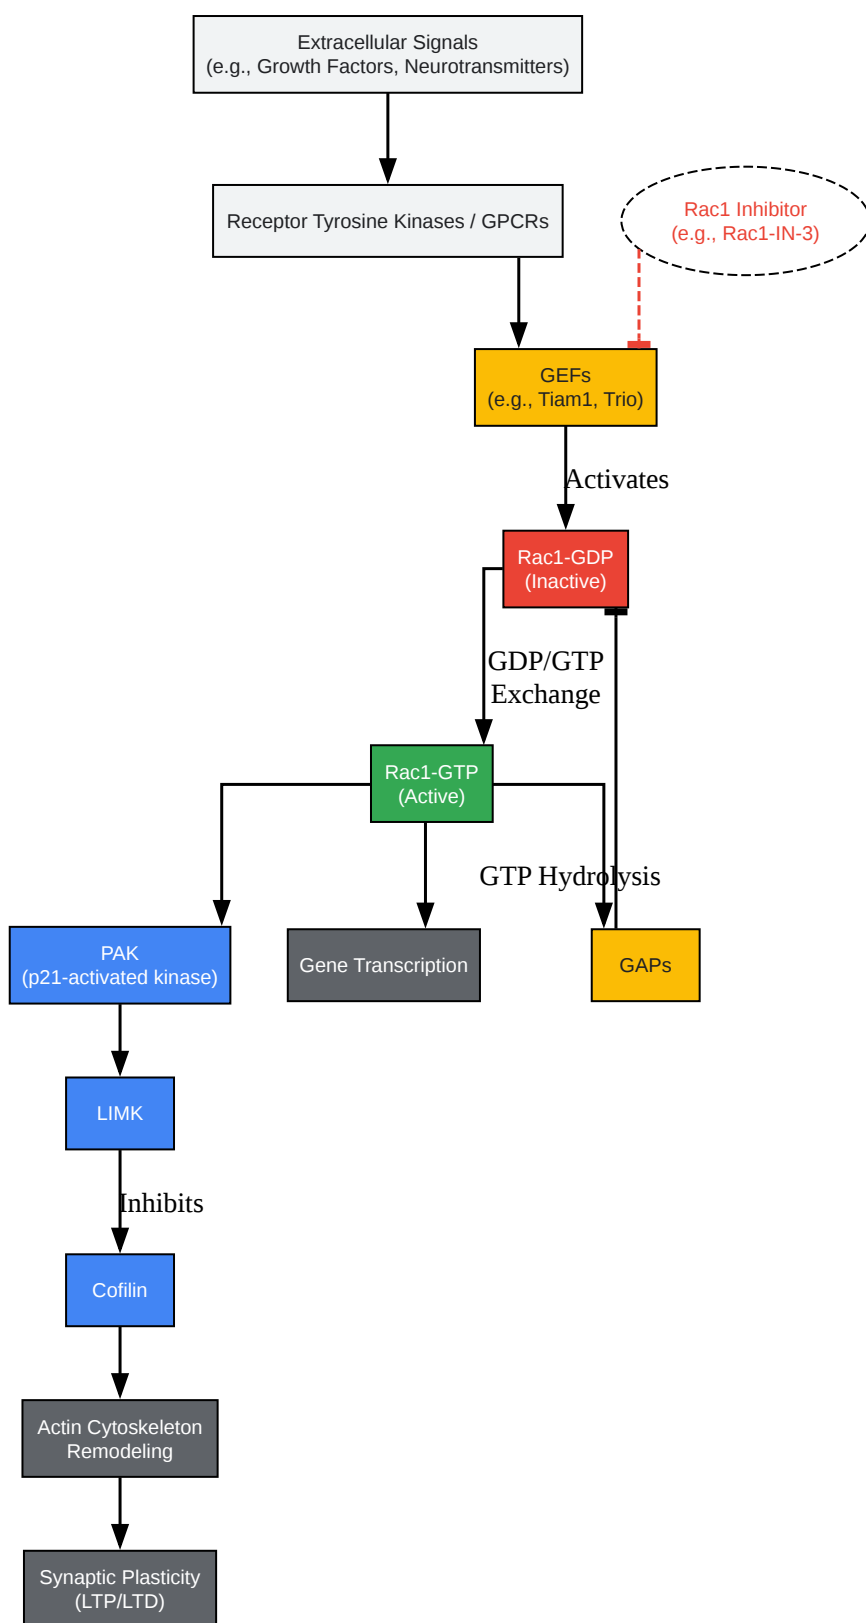 Extracellular Signals
(e.g., Growth Factors, Neurotransmitters)
Receptor Tyrosine Kinases / GPCRs
Rac1 Inhibitor
(e.g., Rac1-IN-3)
GEFs
(e.g., Tiam1, Trio)
Activates
Rac1-GDP
(Inactive)
GDP/GTP
Exchange
Rac1-GTP
(Active)
GTP Hydrolysis
PAK
(p21-activated kinase)
Gene Transcription
GAPs
LIMK
Inhibits
Cofilin
Actin Cytoskeleton
Remodeling
Synaptic Plasticity
(LTP/LTD)